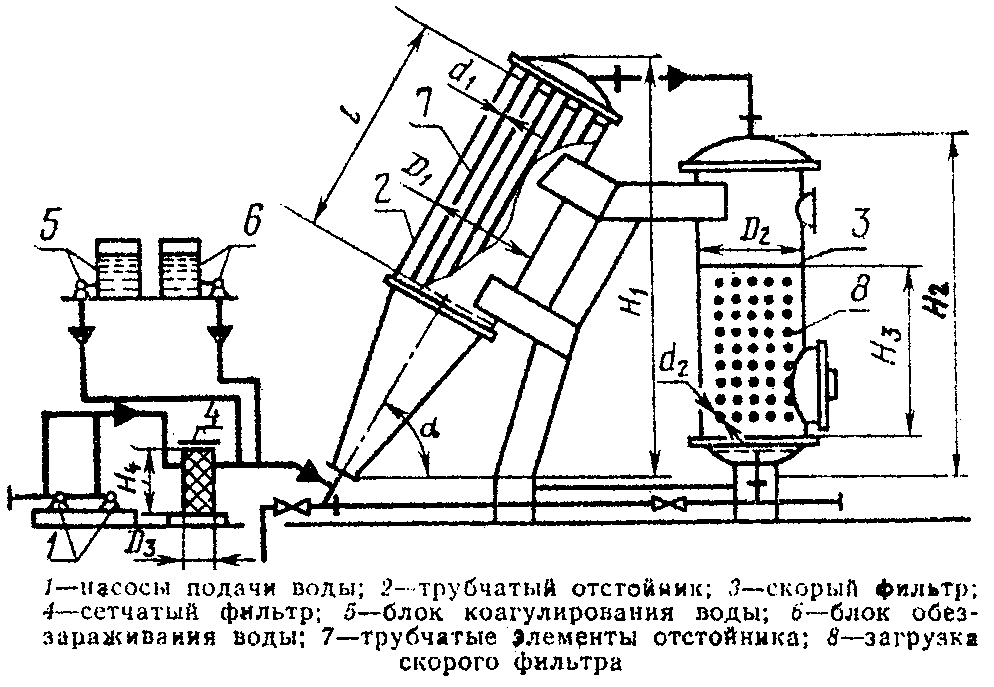 l
d₁
7
D₁
2
5
6
H₁
D₂
3
8
H₂
H₃
d₂
α
4
H₄
1
D₃
1—насосы подачи воды; 2—трубчатый отстойник; 3—скорый фильтр;
4—сетчатый фильтр; 5—блок коагулирования воды; 6—блок обез-
зараживания воды; 7—трубчатые элементы отстойника; 8—загрузка
скорого фильтра